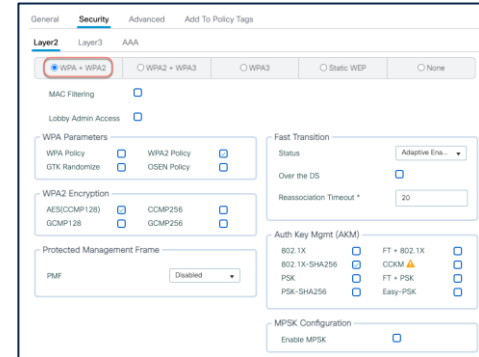 General Security Advanced Add To Policy Tags
Layer2 Layer3 AAA
WPA + WPA2 WPA2 + WPA3 WPA3 Static WEP None
MAC Filtering
Lobby Admin Access
WPA Parameters
WPA Policy WPA2 Policy
GTK Randomize OSEN Policy
WPA2 Encryption
AES(CCMP128) CCMP256
GCMP128 GCMP256
Protected Management Frame
PMF Disabled
Fast Transition
Status Adaptive Ena...
Over the DS
Reassociation Timeout * 20
Auth Key Mgmt (AKM)
802.1X FT + 802.1X
802.1X-SHA256 CCKM
PSK FT + PSK
PSK-SHA256 Easy-PSK
MPSK Configuration
Enable MPSK